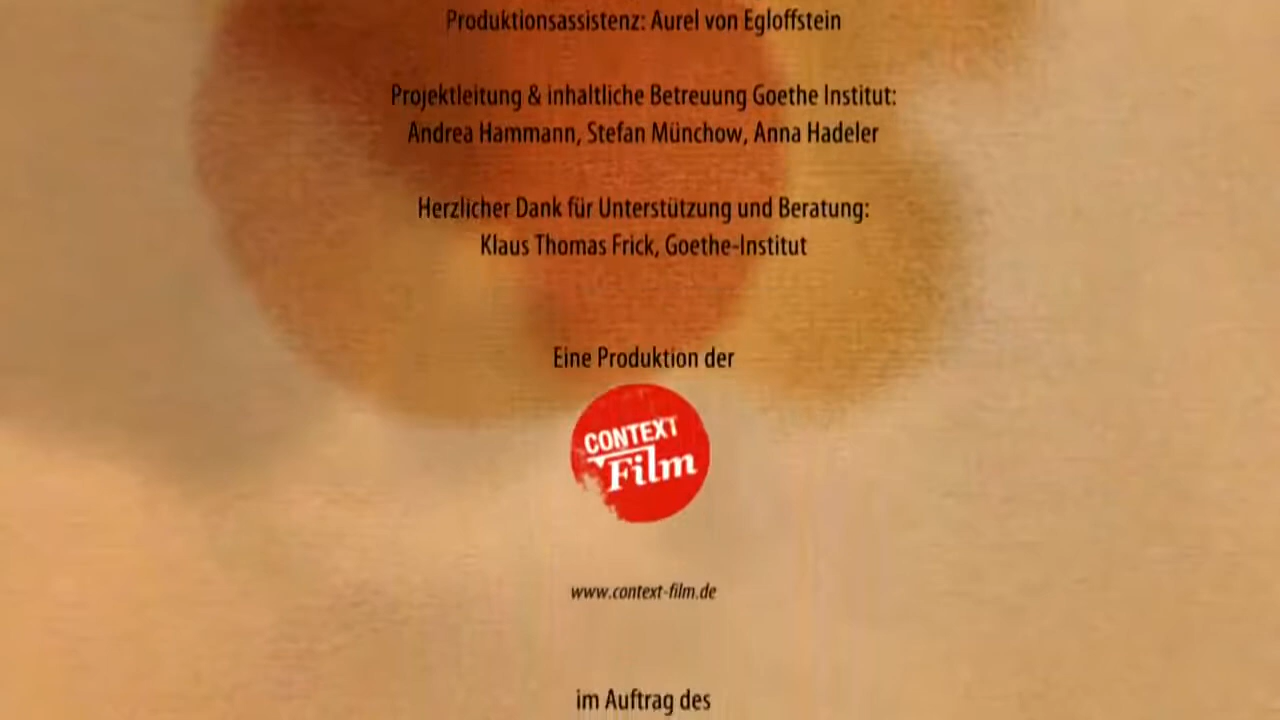 Produktionsassistenz: Aurel von Egloffstein
Projektleitung & inhaltliche Betreuung Goethe Institut:
Andrea Hammann, Stefan Münchow, Anna Hadeler
Herzlicher Dank für Unterstützung und Beratung:
Klaus Thomas Frick, Goethe-Institut
Eine Produktion der
CONTEXT
Film
www.context-film.de
im Auftrag des